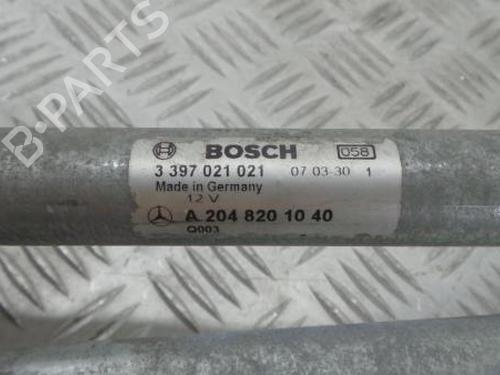 B-PARTS
BOSCH 058
3 397 021 021 07 03-30 1
Made in Germany
12 V
A 204 820 10 40
Q003